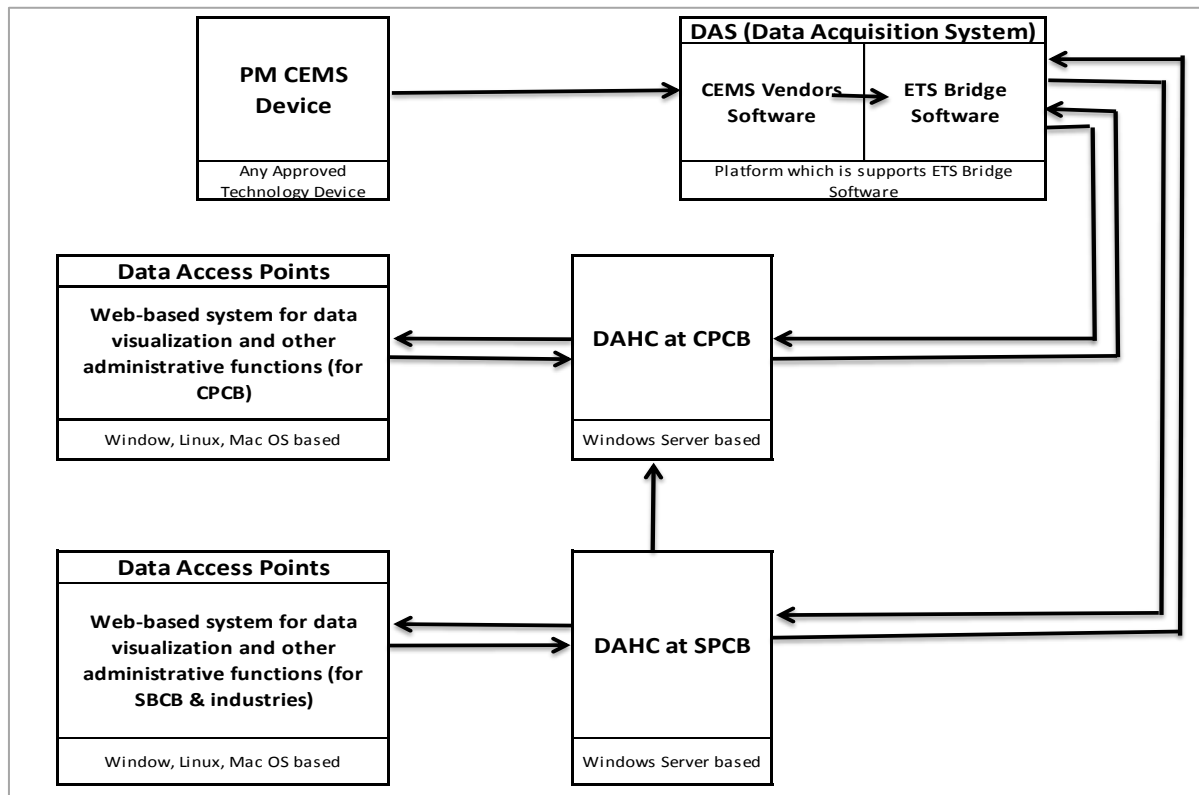 PM CEMS
Device
Any Approved
Technology Device
DAS (Data Acquisition System)
CEMS Vendors
Software
ETS Bridge
Software
Platform which is supports ETS Bridge
Software
Data Access Points
Web-based system for data
visualization and other
administrative functions (for
CPCB)
Window, Linux, Mac OS based
DAHC at CPCB
Windows Server based
Data Access Points
Web-based system for data
visualization and other
administrative functions (for
SBCB & industries)
Window, Linux, Mac OS based
DAHC at SPCB
Windows Server based